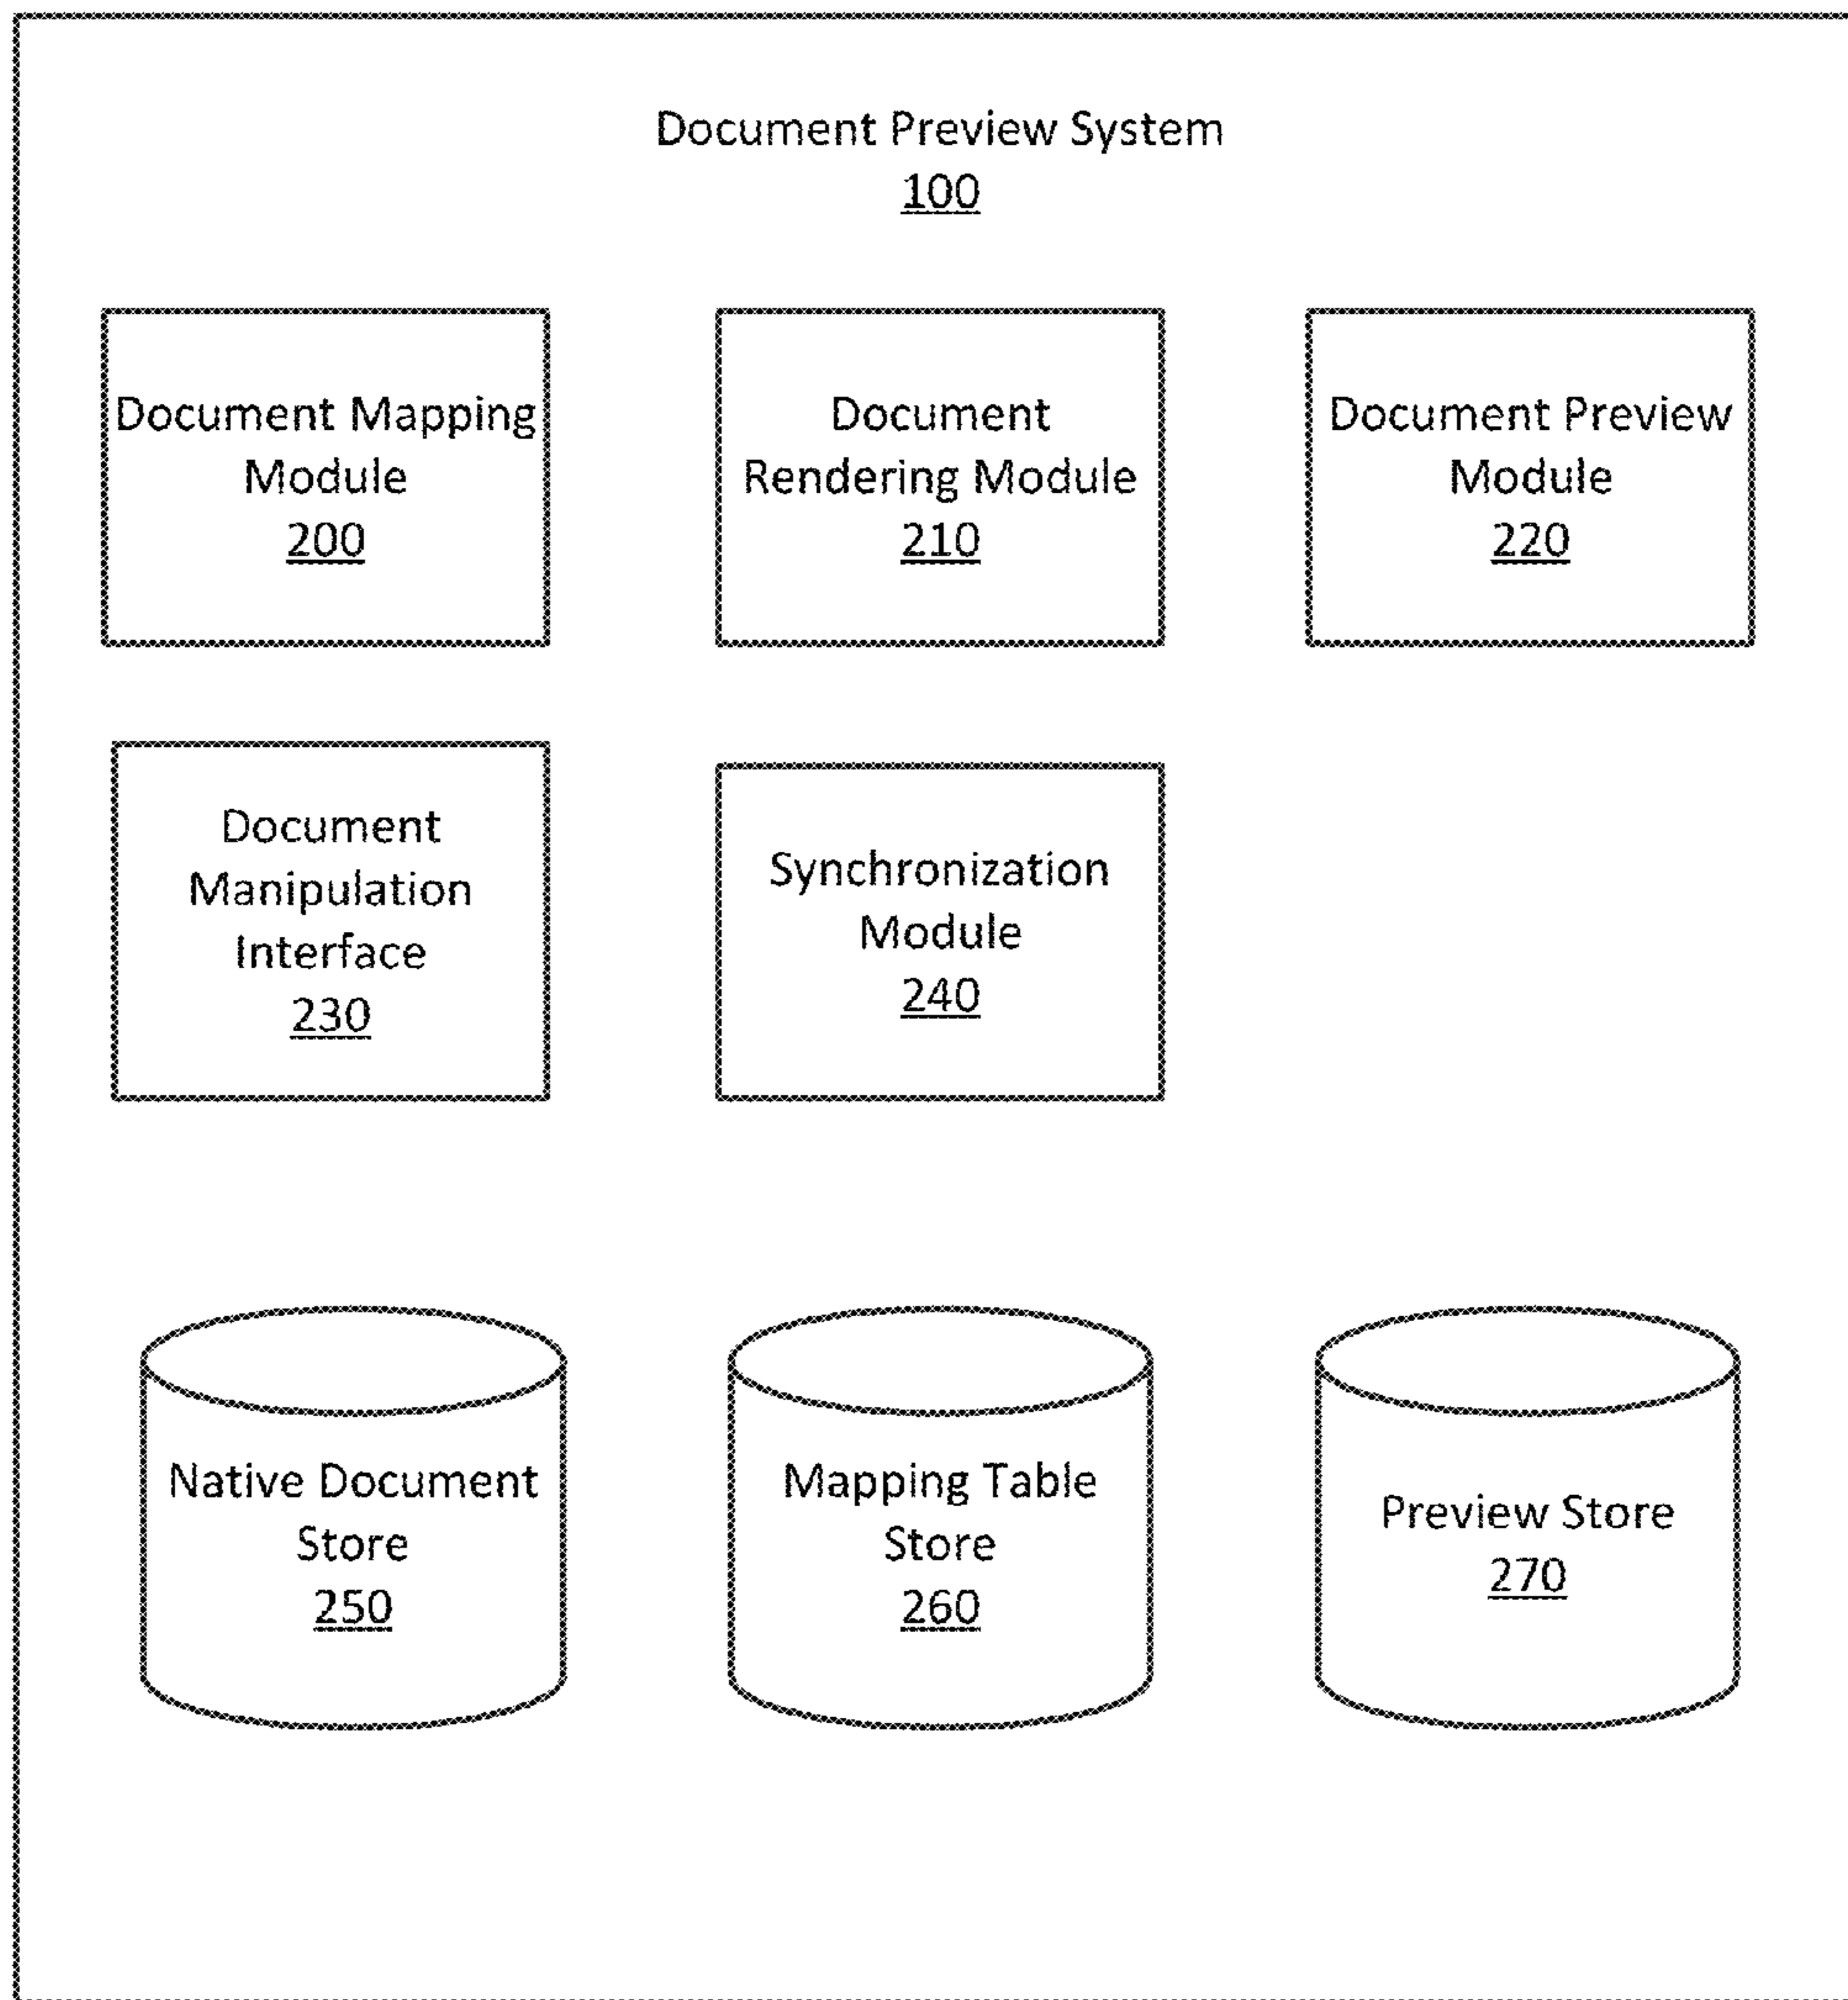 Document Preview System
100
Document Mapping
Module
200
Document
Rendering Module
210
Document Preview
Module
220
Document
Manipulation
Interface
230
Synchronization
Module
240
Native Document
Store
250
Mapping Table
Store
260
Preview Store
270